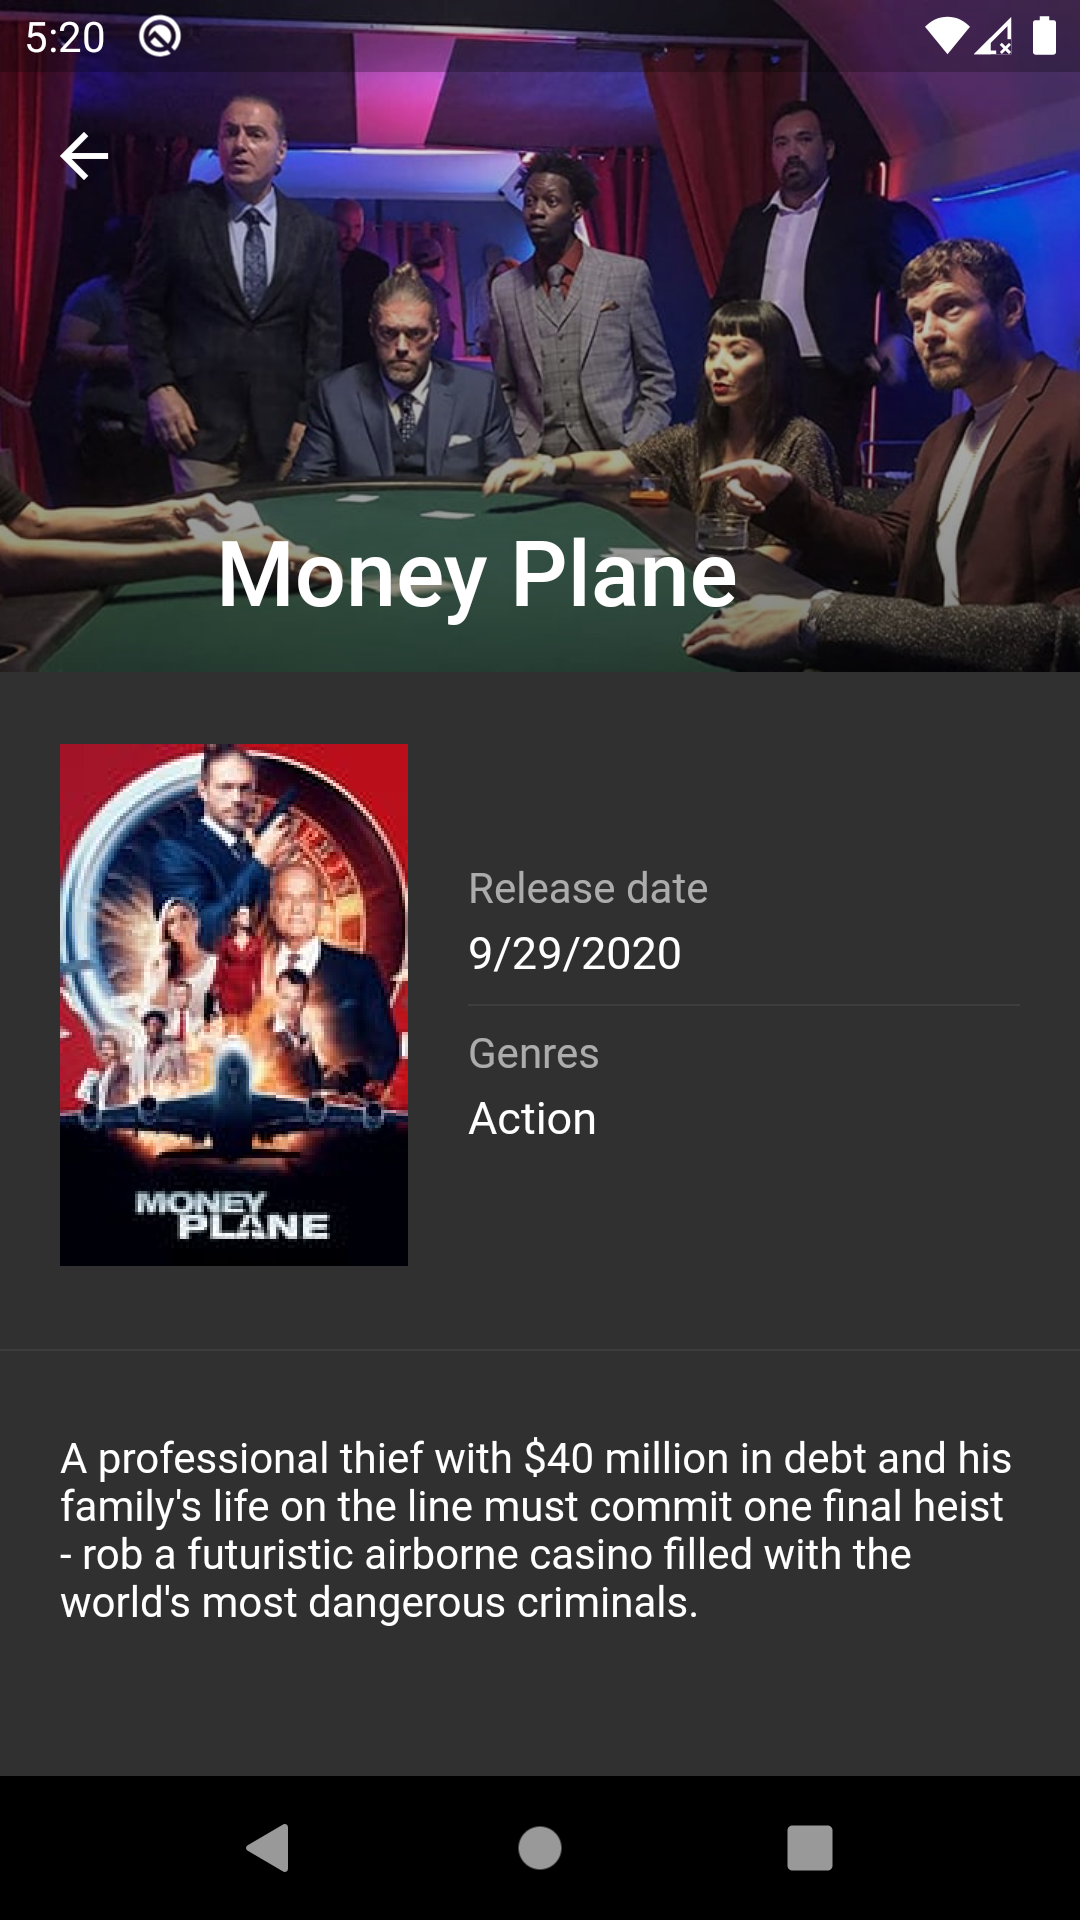 5:20
Money Plane
Release date
9/29/2020
Genres
Action
MONEY
PLANE
A professional thief with $40 million in debt and his
family's life on the line must commit one final heist
- rob a futuristic airborne casino filled with the
world's most dangerous criminals.